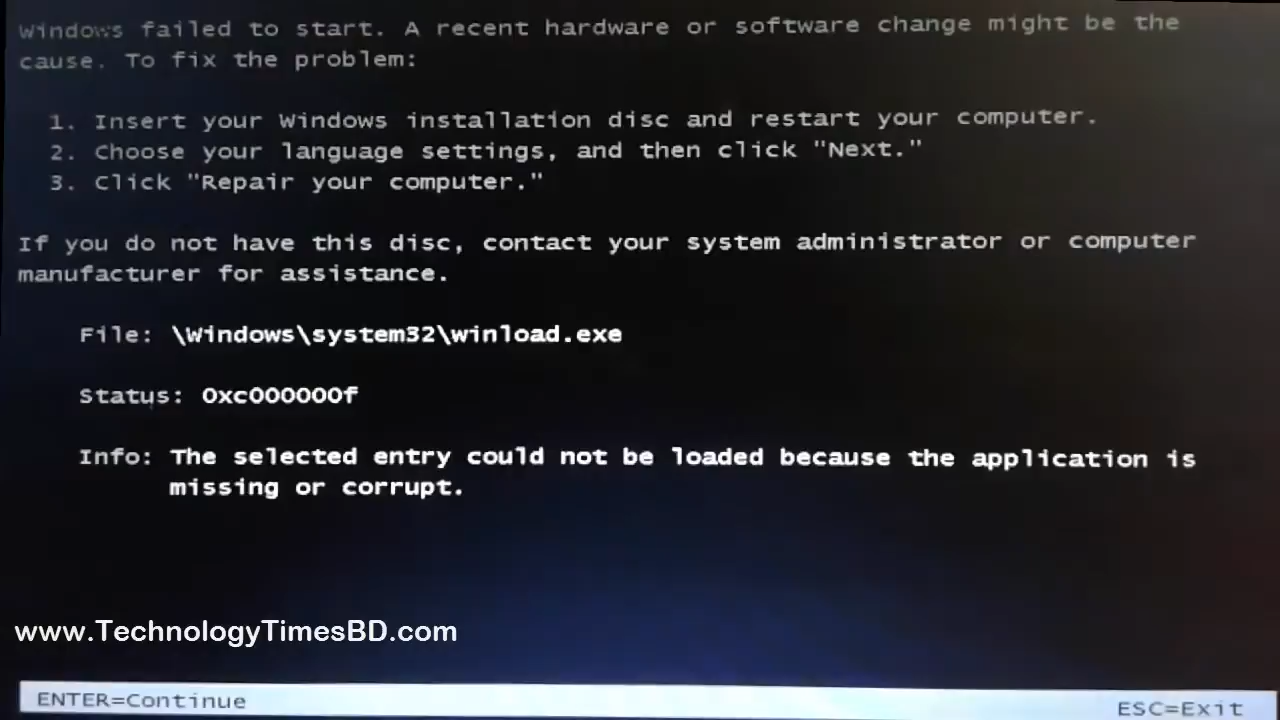 Windows failed to start. A recent hardware or software change might be the
cause. To fix the problem:
1. Insert your Windows installation disc and restart your computer.
2. Choose your language settings, and then click "Next."
3. Click "Repair your computer."
If you do not have this disc, contact your system administrator or computer
manufacturer for assistance.
File: \Windows\system32\winload.exe
Status: 0xc000000f
Info: The selected entry could not be loaded because the application is
missing or corrupt.
www.TechnologyTimesBD.com
ENTER=Continue ESC=Exit